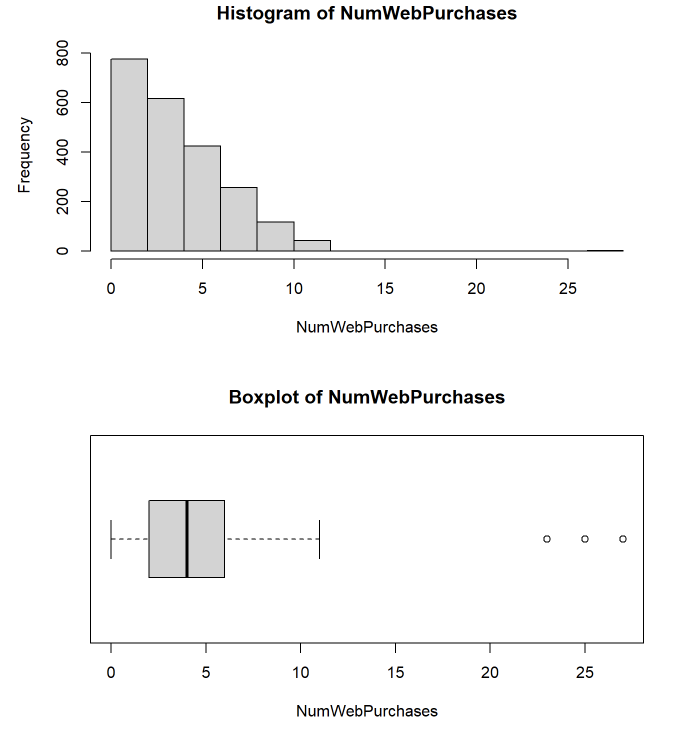 Histogram of NumWebPurchases
800
600
400
200
0
Frequency
0 5 10 15 20 25
NumWebPurchases
Boxplot of NumWebPurchases
0 5 10 15 20 25
NumWebPurchases